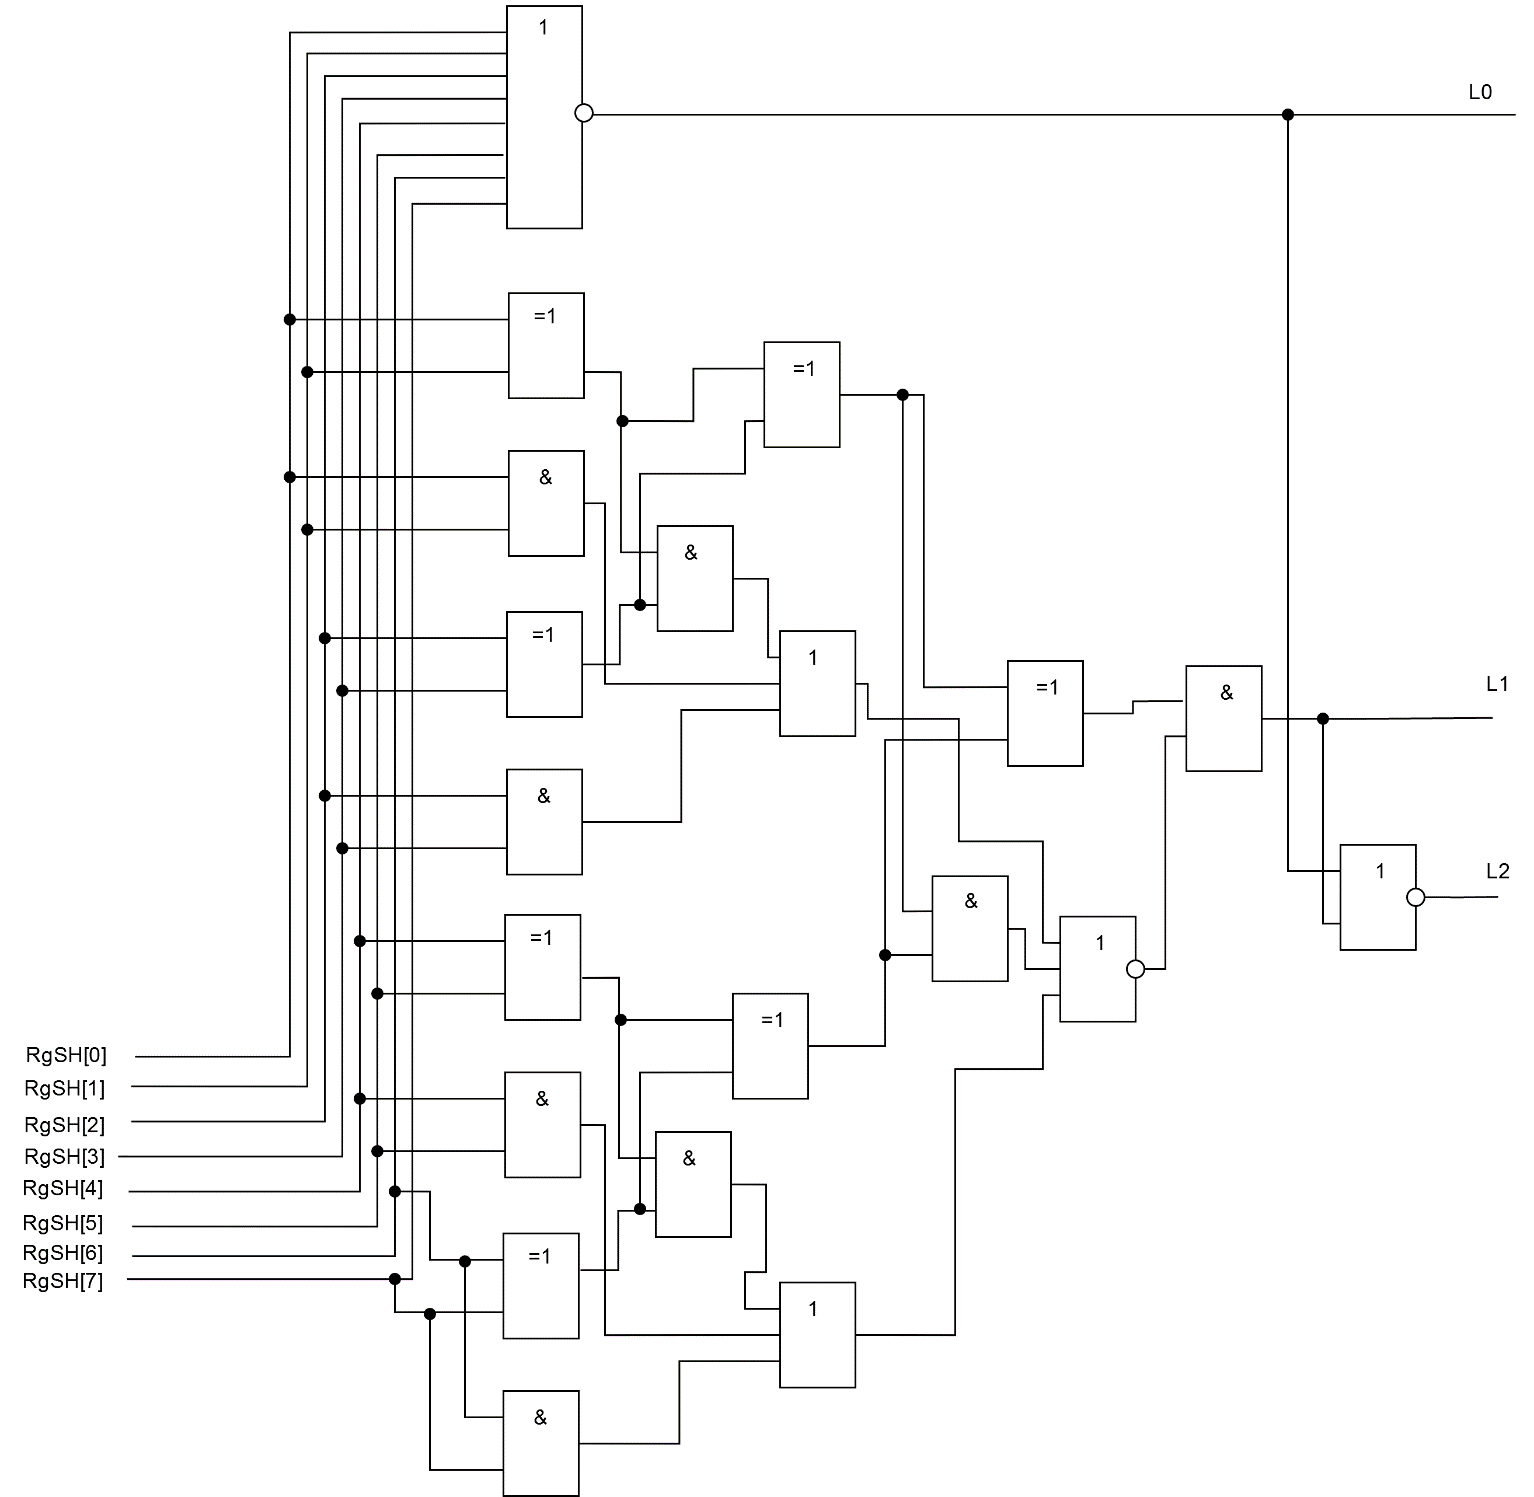 1
L0
=1
=1
&
&
=1
1
=1
&
L1
&
1
L2
&
=1
1
=1
RgSH[0]
RgSH[1]
&
RgSH[2]
RgSH[3]
&
RgSH[4]
RgSH[5]
RgSH[6]
=1
RgSH[7]
1
&